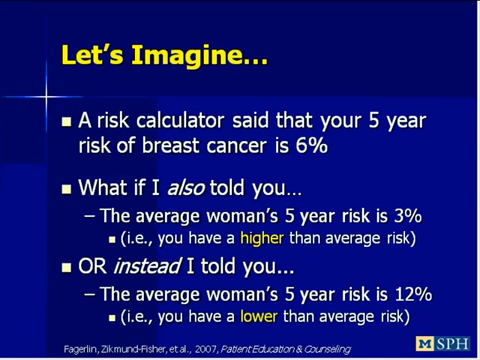 Let's Imagine…
■ A risk calculator said that your 5 year
risk of breast cancer is 6%
■ What if I also told you…
– The average woman's 5 year risk is 3%
■ (i.e., you have a higher than average risk)
■ OR instead I told you...
– The average woman's 5 year risk is 12%
■ (i.e., you have a lower than average risk)
Fagerlin, Zikmund-Fisher, et al., 2007, Patient Education & Counseling
M SPH